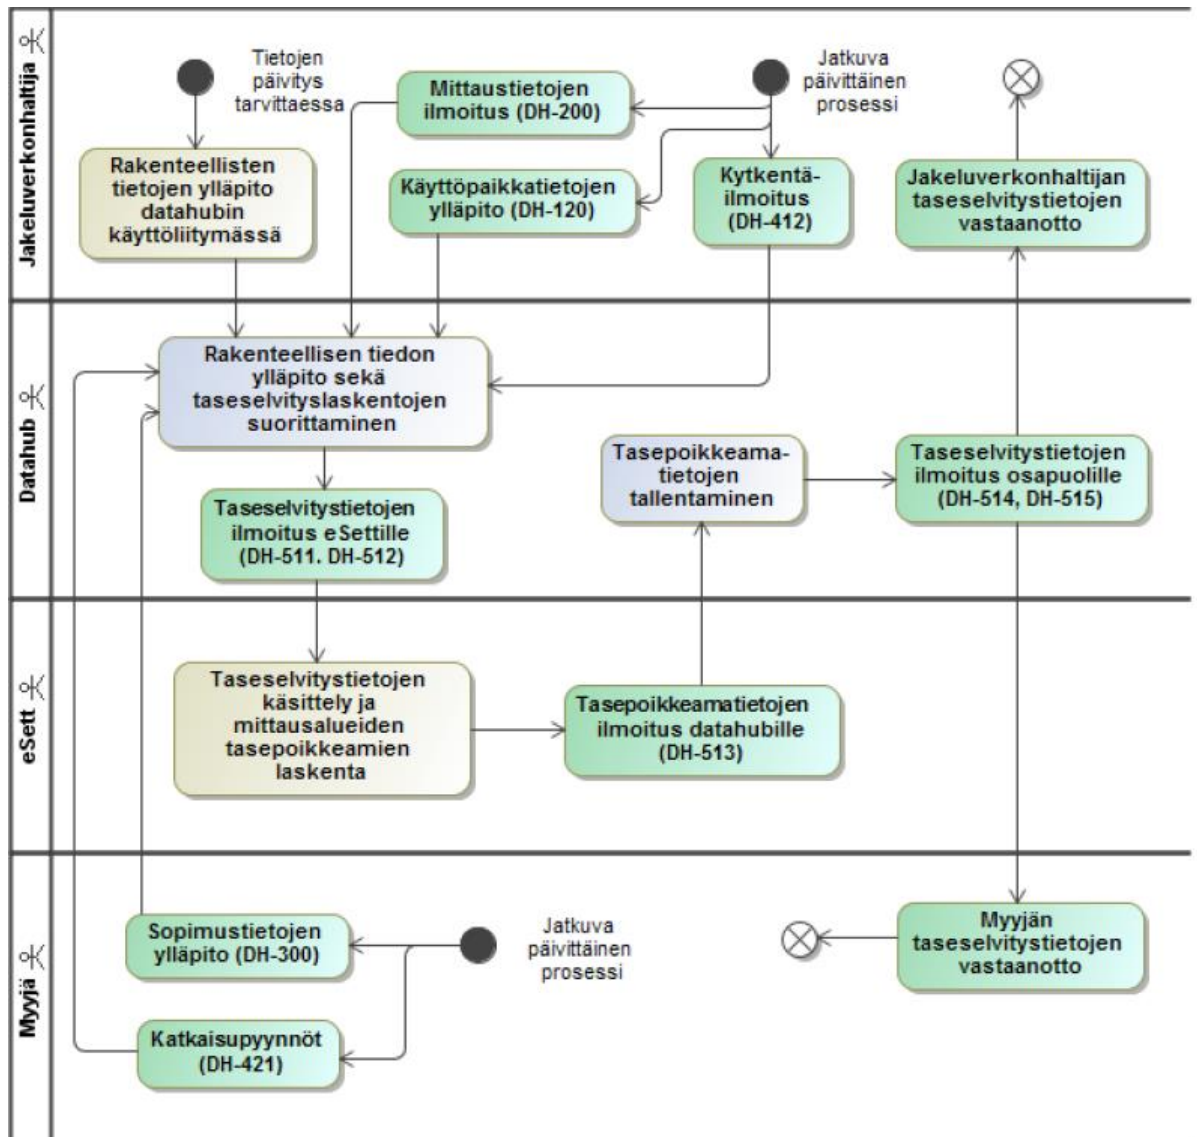 Jakeluverkonhaltija
Tietojen
päivitys
tarvittaessa
Mittaustietojen
ilmoitus (DH-200)
Jatkuva
päivittäinen
prosessi
Rakenteellisten
tietojen ylläpito
datahubin
käyttöliitymässä
Käyttöpaikkatietojen
ylläpito (DH-120)
Kytkentä-
ilmoitus
(DH-412)
Jakeluverkonhaltijan
taseselvitystietojen
vastaanotto
Datahub
Rakenteellisen tiedon
ylläpito sekä
taseselvityslaskentojen
suorittaminen
Taseselvitystietojen
ilmoitus eSettille
(DH-511. DH-512)
Tasepoikkeama-
tietojen
tallentaminen
Taseselvitystietojen
ilmoitus osapuolille
(DH-514, DH-515)
eSett
Taseselvitystietojen
käsittely ja
mittausalueiden
tasepoikkeamien
laskenta
Tasepoikkeamatietojen
ilmoitus datahubille
(DH-513)
Myyjä
Sopimustietojen
ylläpito (DH-300)
Jatkuva
päivittäinen
prosessi
Myyjän
taseselvitystietojen
vastaanotto
Katkaisupyynnöt
(DH-421)